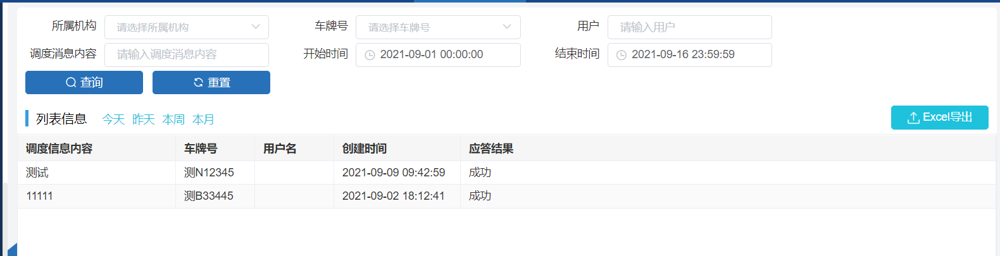 所属机构 请选择所属机构 车牌号 请选择车牌号 用户 请输入用户
调度消息内容 请输入调度消息内容 开始时间 2021-09-01 00:00:00 结束时间 2021-09-16 23:59:59
查询 重置
列表信息 今天 昨天 本周 本月 Excel导出
调度信息内容 车牌号 用户名 创建时间 应答结果
测试 测N12345 2021-09-09 09:42:59 成功
11111 测B33445 2021-09-02 18:12:41 成功